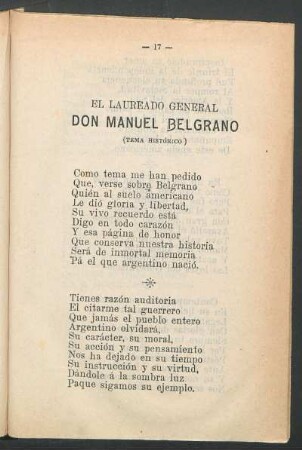 — 17 —
EL LAUREADO GENERAL
DON MANUEL BELGRANO
(TEMA HISTÓRICO)
Como tema me han pedido
Que, verse sobre Belgrano
Quién al suelo americano
Le dió gloria y libertad,
Su vivo recuerdo está
Digo en todo corazón
Y esa página de honor
Que conserva nuestra historia
Será de inmortal memoria
Pá el que argentino nació.
Tienes razón auditoria
El citarme tal guerrero
Que jamás el pueblo entero
Argentino olvidará,
Su carácter, su moral,
Su acción y su pensamiento
Nos ha dejado en su tiempo
Su instrucción y su virtud,
Dándole á la sombra luz
Paque sigamos su ejemplo.